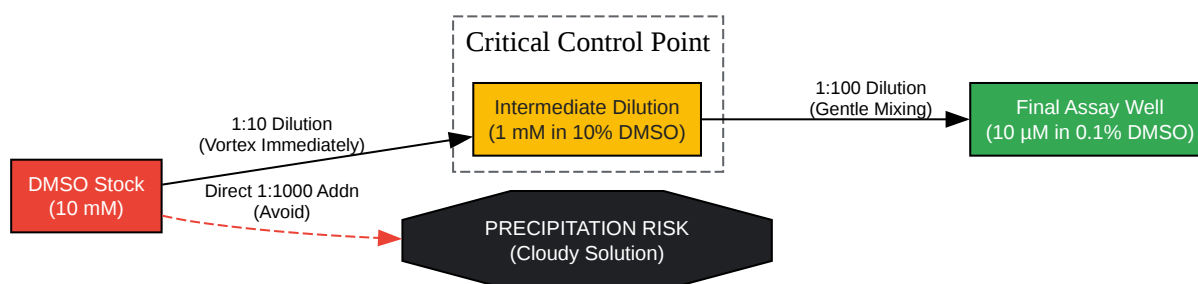 Critical Control Point
1:10 Dilution
(Vortex Immediately)
Intermediate Dilution
(1 mM in 10% DMSO)
1:100 Dilution
(Gentle Mixing)
Final Assay Well
(10 µM in 0.1% DMSO)
DMSO Stock
(10 mM)
Direct 1:1000 Addn
(Avoid)
PRECIPITATION RISK
(Cloudy Solution)